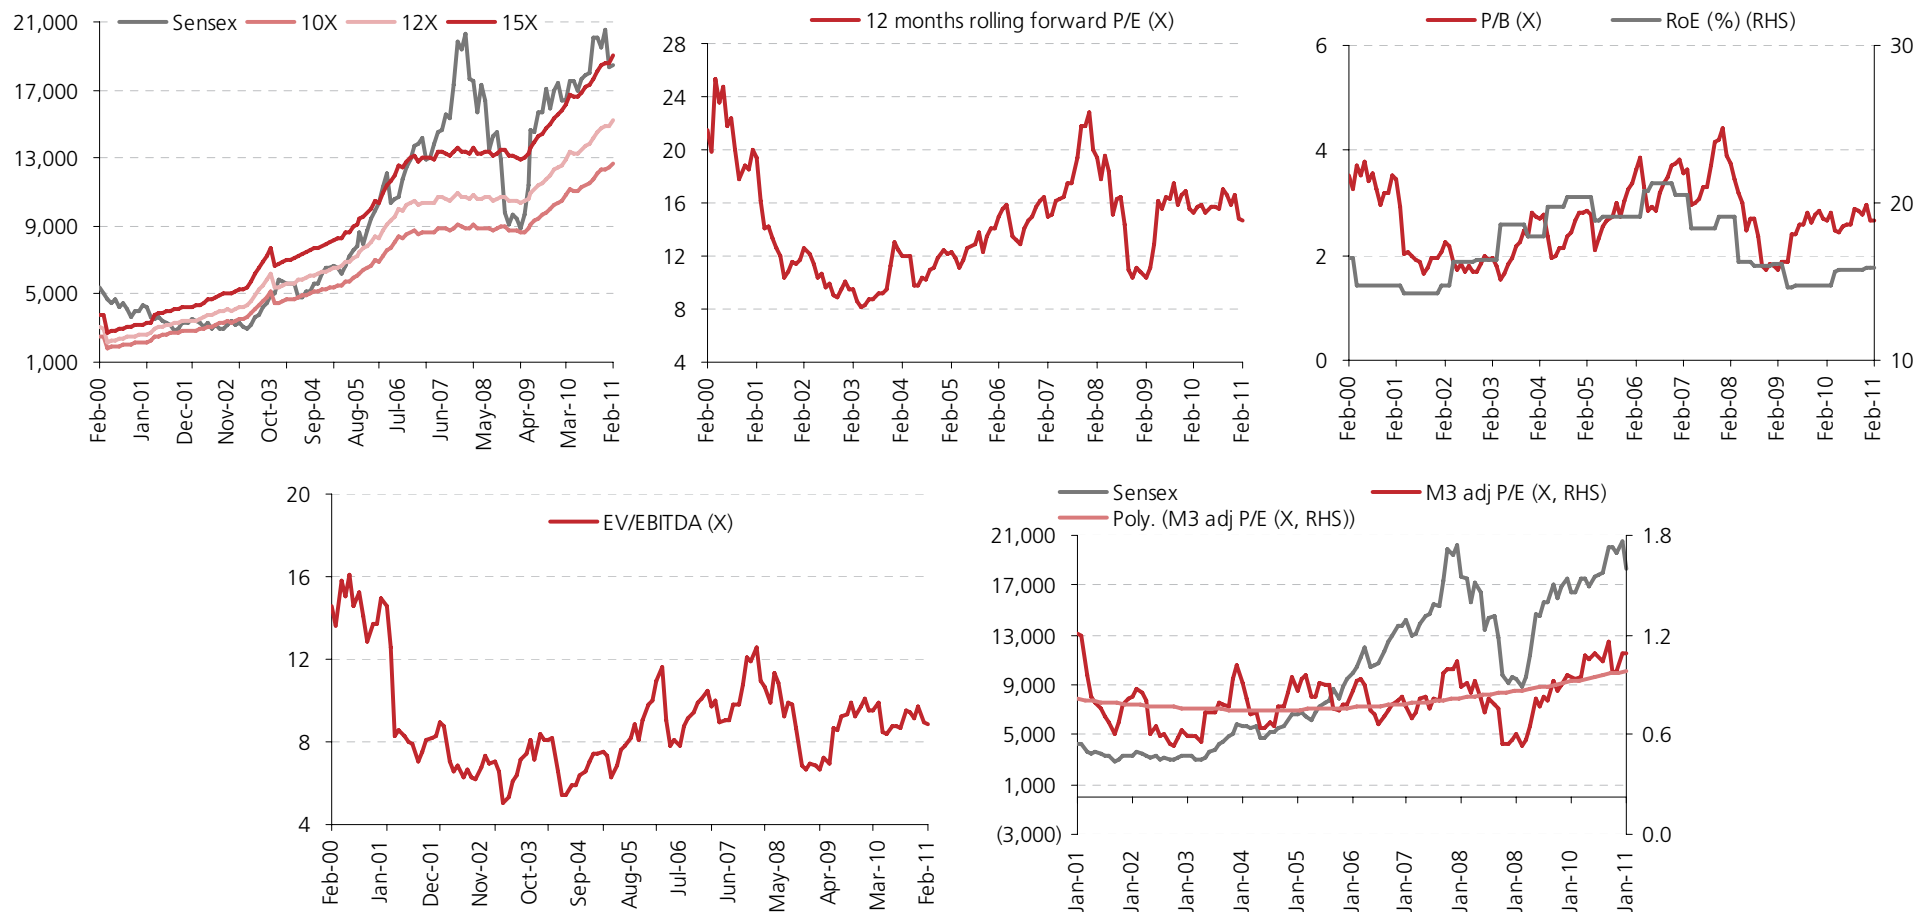 Sensex 10X 12X 15X
21,000
17,000
13,000
9,000
5,000
1,000
Feb-00 Jan-01 Dec-01 Nov-02 Oct-03 Sep-04 Aug-05 Jul-06 Jun-07 May-08 Apr-09 Mar-10 Feb-11
12 months rolling forward P/E (X)
28
24
20
16
12
8
4
Feb-00 Feb-01 Feb-02 Feb-03 Feb-04 Feb-05 Feb-06 Feb-07 Feb-08 Feb-09 Feb-10 Feb-11
P/B (X) RoE (%) (RHS)
6 30
4
20
2
0 10
Feb-00 Feb-01 Feb-02 Feb-03 Feb-04 Feb-05 Feb-06 Feb-07 Feb-08 Feb-09 Feb-10 Feb-11
EV/EBITDA (X)
20
16
12
8
4
Feb-00 Jan-01 Dec-01 Nov-02 Oct-03 Sep-04 Aug-05 Jul-06 Jun-07 May-08 Apr-09 Mar-10 Feb-11
Sensex M3 adj P/E (X, RHS)
Poly. (M3 adj P/E (X, RHS))
21,000 1.8
17,000
13,000 1.2
9,000
5,000 0.6
1,000
(3,000) 0.0
Jan-01 Jan-02 Jan-03 Jan-04 Jan-05 Jan-06 Jan-07 Jan-08 Jan-08 Jan-10 Jan-11